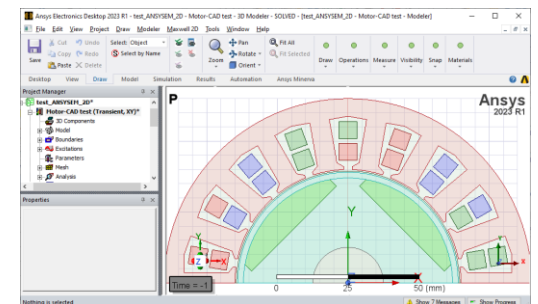 Ansys Electronics Desktop 2023 R1 - test_ANSYSEM_2D - Motor-CAD test - 3D Modeler - SOLVED - [test_ANSYSEM_2D - Motor-CAD test - Modeler]
File Edit View Project Draw Modeler Maxwell 2D Tools Window Help
Save
Cut Undo
Copy Redo
Paste Delete
Select: Object
Select by Name
Zoom
Pan
Rotate
Orient
Fit All
Fit Selected
Draw Operations Measure Visibility Snap Materials
Desktop View Draw Model Simulation Results Automation Ansys Minerva
Project Manager
test_ANSYSEM_2D*
Motor-CAD test (Transient, XY)*
3D Components
Model
Boundaries
Excitations
Parameters
Mesh
Analysis
Properties
P
Ansys
2023 R1
Y
Y
Z
X
Time = -1
0 25 50 (mm)
Nothing is selected
Show 7 Messages Show Progress